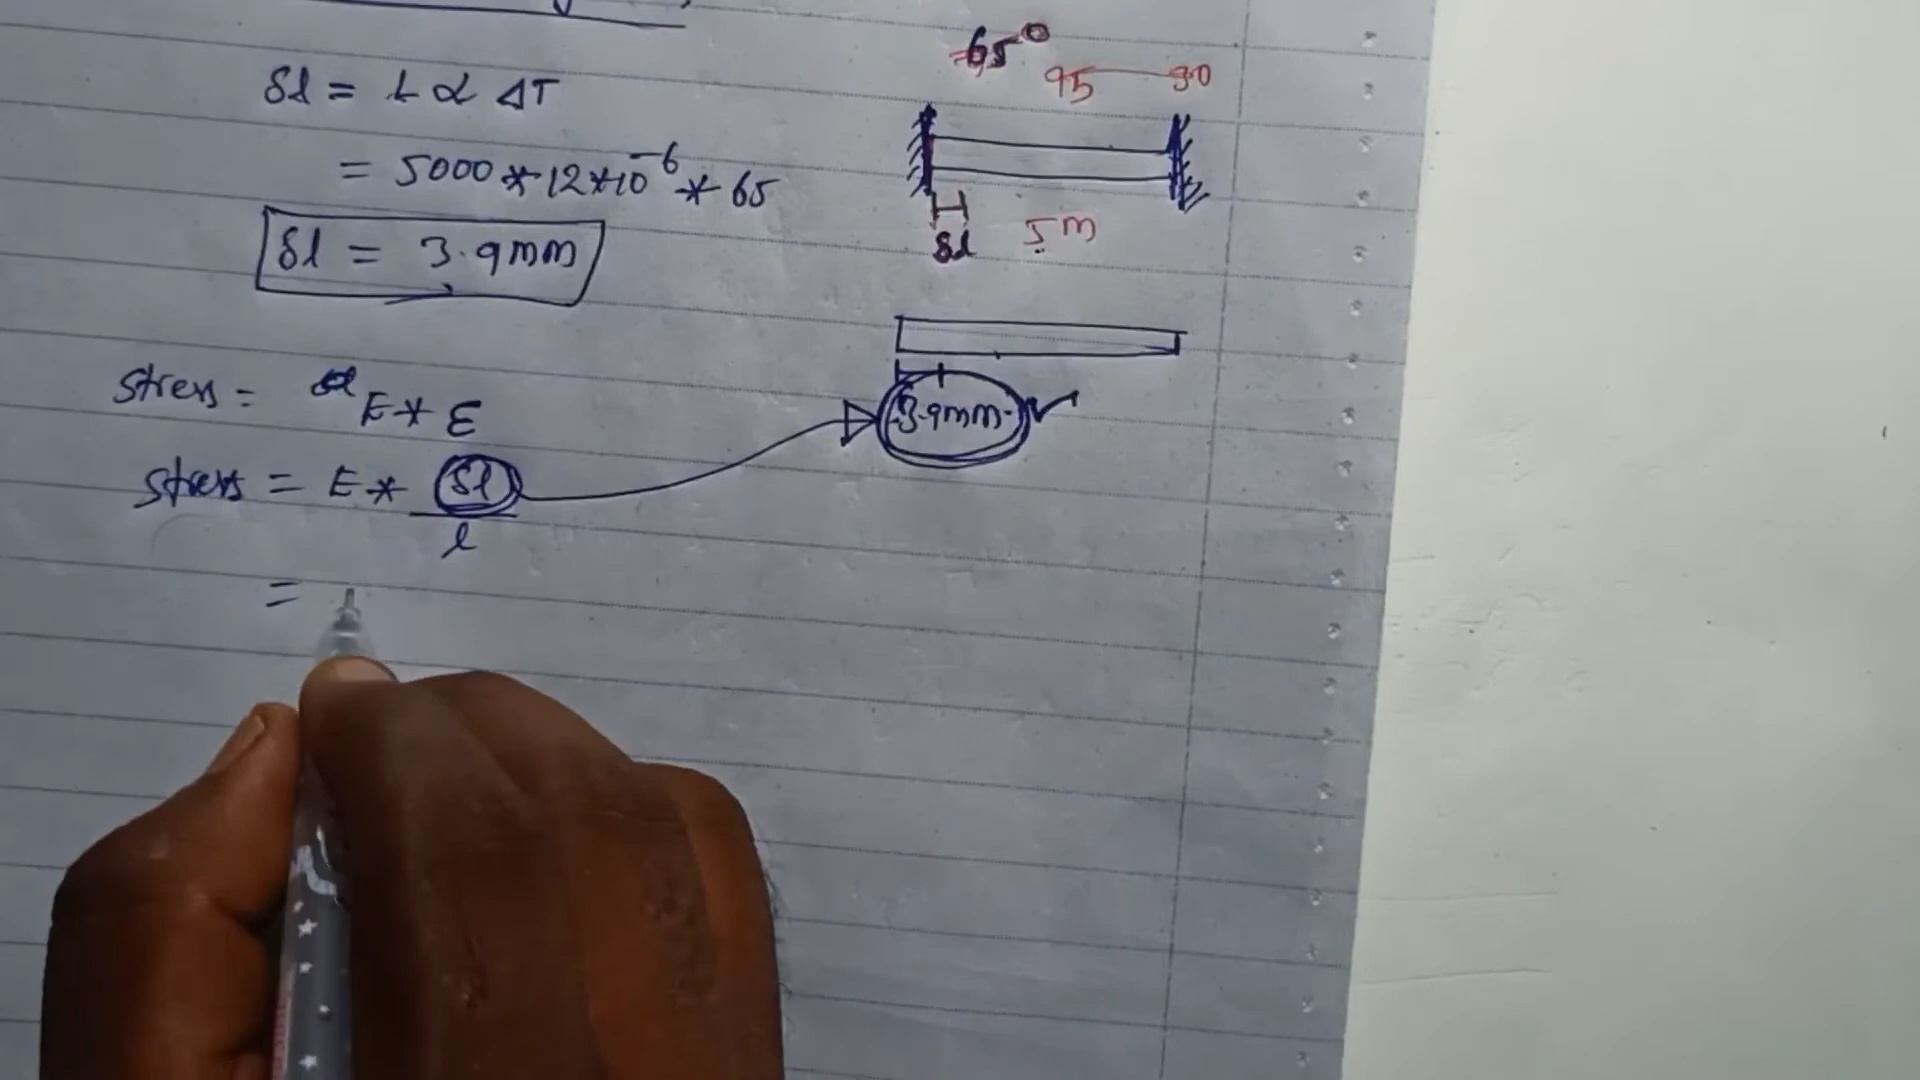 δl = L α ΔT
= 5000 * 12 * 10⁻⁶ * 65
δl = 3.9mm
65°
95 30
δl 5m
stress = E * ε
3.9mm
stress = E * δl
l
=